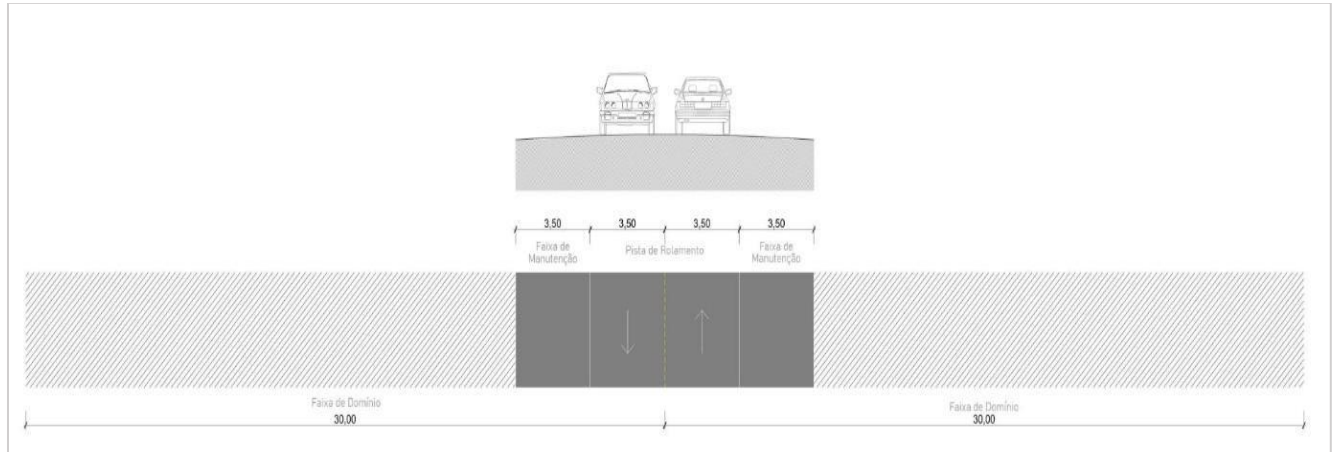 3,50 3,50 3,50 3,50
Faixa de
Manutenção
Pista de Rolamento
Faixa de
Manutenção
Faixa de Domínio
30,00
Faixa de Domínio
30,00